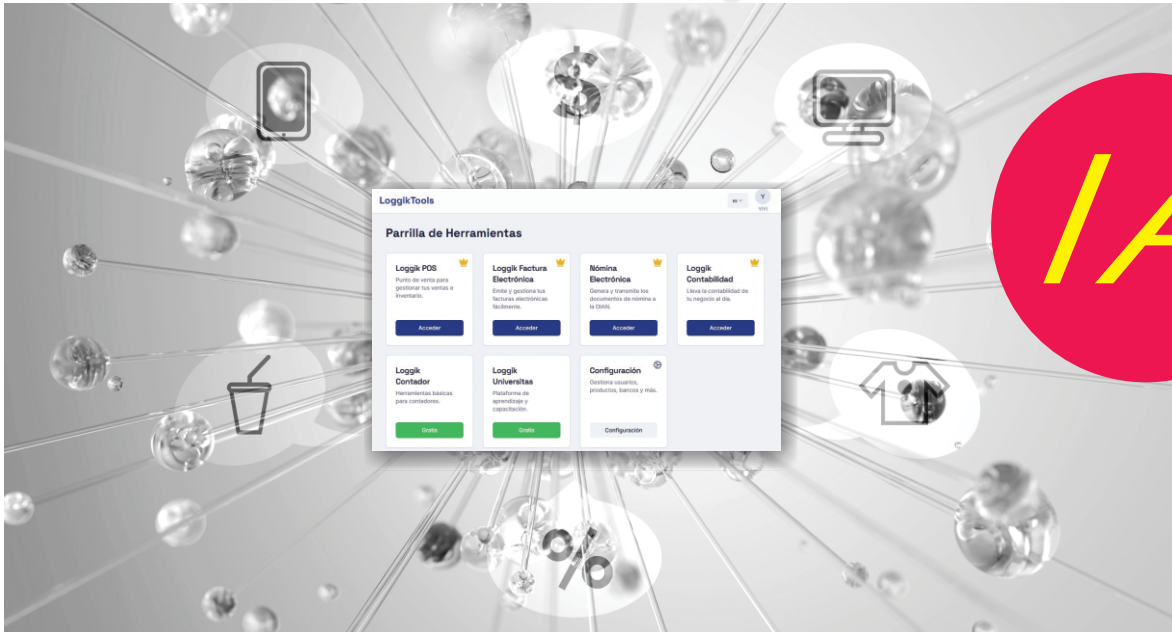 $
LoggikTools
Y
Parrilla de Herramientas
Loggik POS
Punto de venta para
gestionar tus ventas e
inventario.
Acceder
Loggik Factura
Electrónica
Emite y gestiona tus
facturas electrónicas
fácilmente.
Acceder
Nómina
Electrónica
Genera y transmite los
documentos de nómina a
la DIAN.
Acceder
Loggik
Contabilidad
Lleva la contabilidad de
tu negocio al día.
Acceder
Loggik
Contador
Herramientas básicas
para contadores.
Gratis
Loggik
Universitas
Plataforma de
aprendizaje y
capacitación.
Gratis
Configuración
Gestiona usuarios,
productos, bancos y más.
Configuración
IA
%